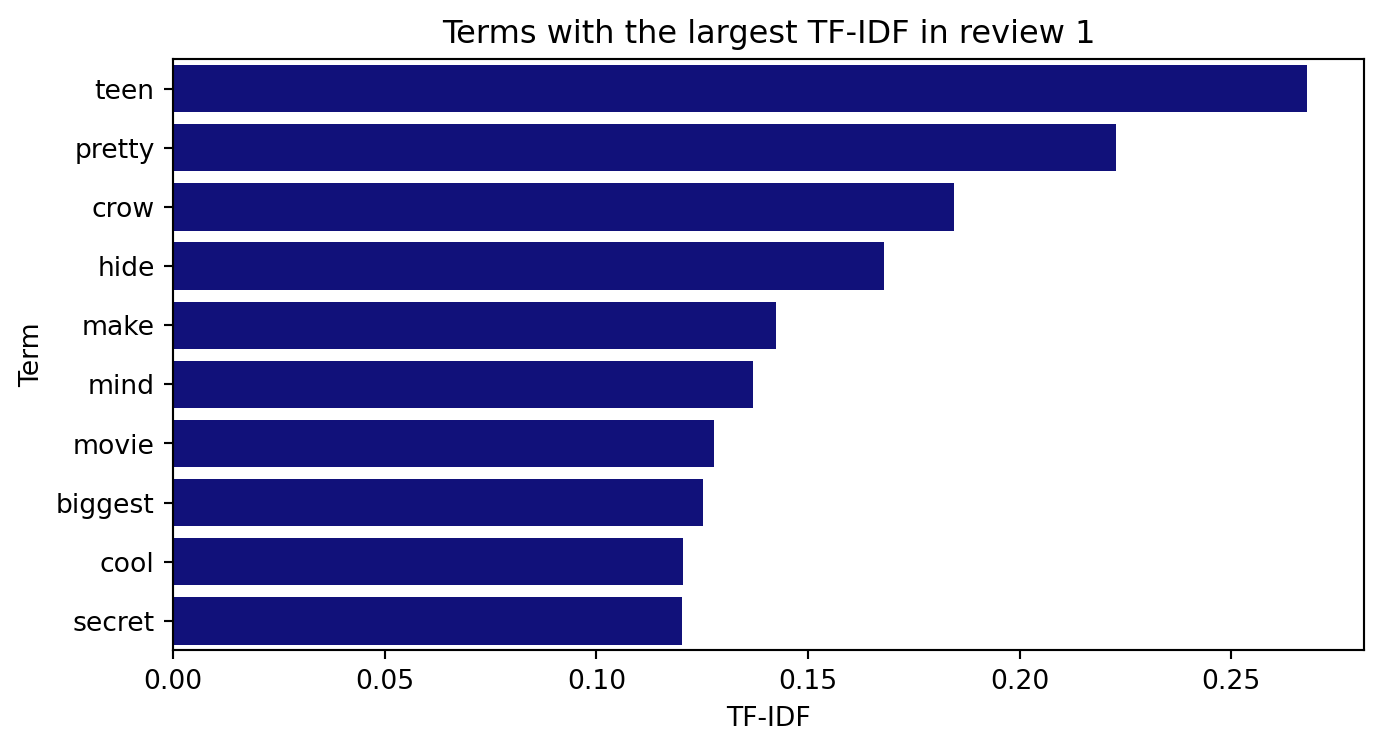 Terms with the largest TF-IDF in review 1
teen
pretty
crow
hide
make
mind
movie
biggest
cool
secret
Term
0.00 0.05 0.10 0.15 0.20 0.25
TF-IDF